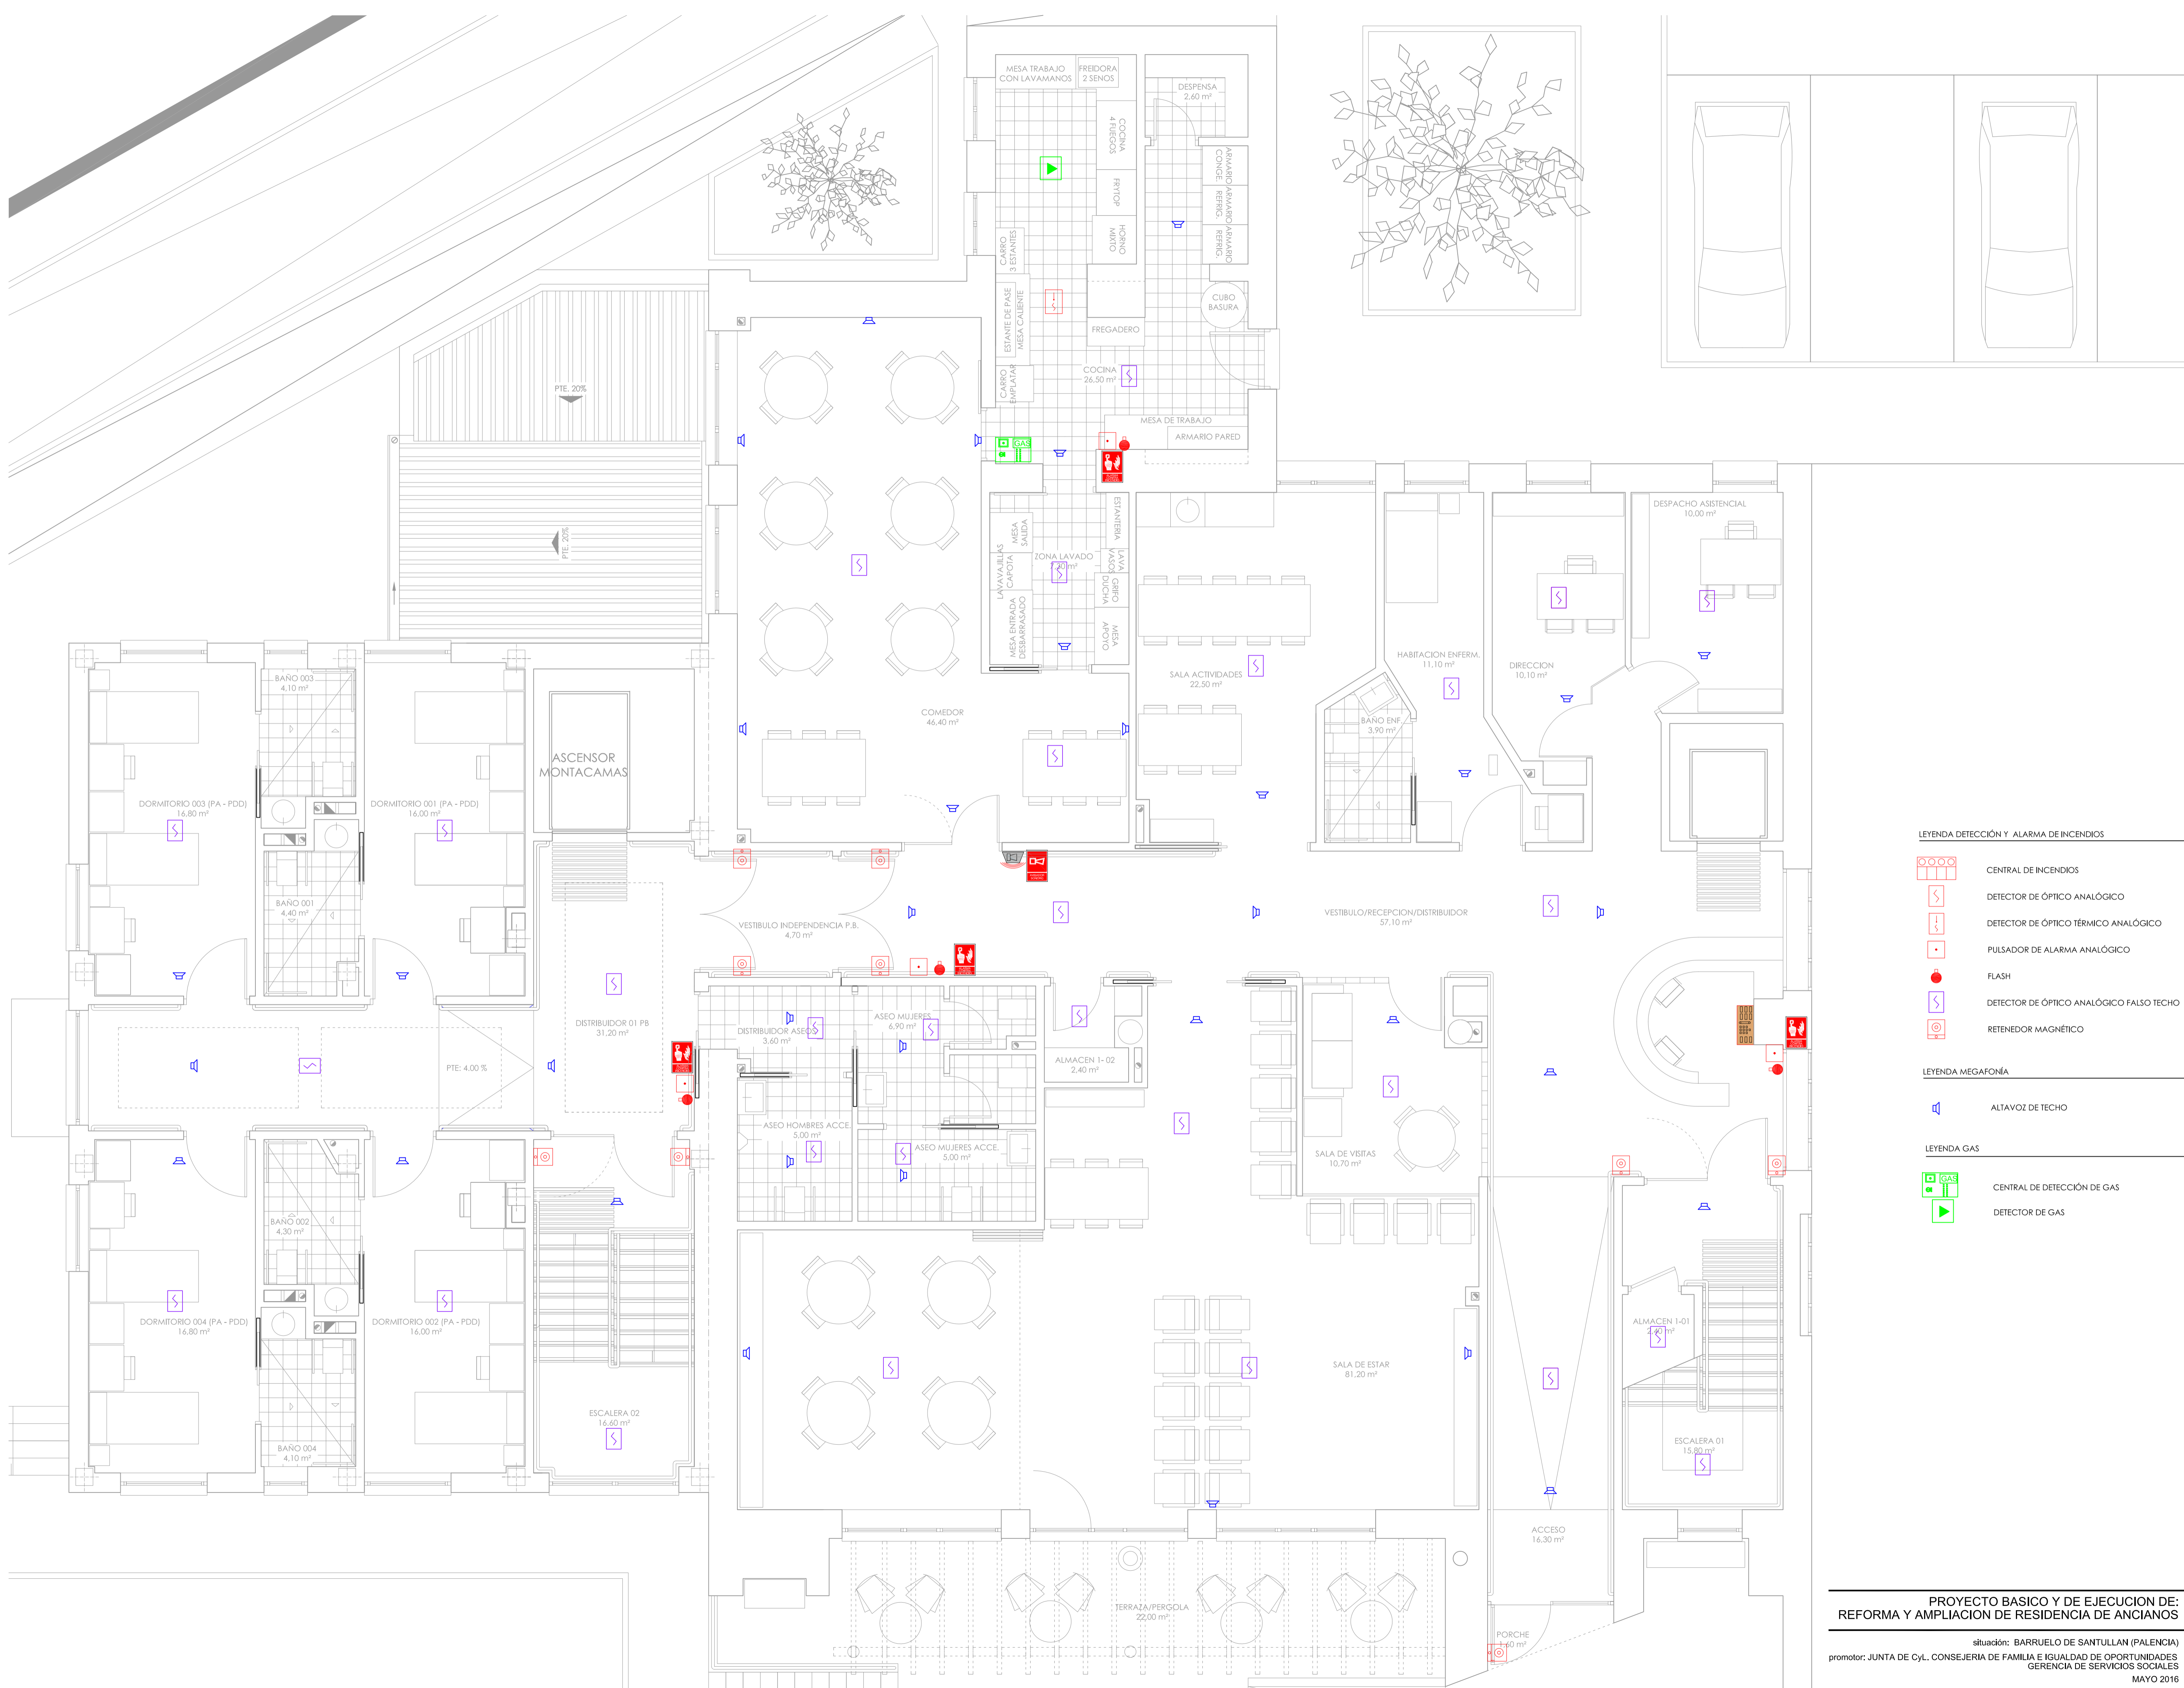 MESA TRABAJO
CON LAVAMANOS
FREIDORA
2 SENOS
DESPENSA
2,60 m²
COCINA
4 FUEGOS
FRYTOP
HORNO
MIXTO
ARMARIO
CONGE.
ARMARIO
REFRIG.
ARMARIO
REFRIG.
CARRO
3 ESTANTES
ESTANTE DE PASE
MESA CALIENTE
CARRO
EMPLATAR
CUBO
BASURA
FREGADERO
COCINA
26,50 m²
MESA DE TRABAJO
ARMARIO PARED
GAS
PTE. 20%
PTE. 20%
ESTANTERIA
MESA
SALIDA
LAVAVAJILLAS
CAPOTA
ZONA LAVADO
LAVA
VASOS
GRIFO
DUCHA
MESA ENTRADA
DESBARRASADO
MESA
APOYO
DESPACHO ASISTENCIAL
10,00 m²
HABITACION ENFERM.
11,10 m²
DIRECCION
10,10 m²
SALA ACTIVIDADES
22,50 m²
BAÑO ENF.
3,90 m²
COMEDOR
46,40 m²
BAÑO 003
4,10 m²
ASCENSOR
MONTACAMAS
DORMITORIO 003 (PA - PDD)
16,80 m²
DORMITORIO 001 (PA - PDD)
16,00 m²
BAÑO 001
4,40 m²
VESTIBULO INDEPENDENCIA P.B.
4,70 m²
VESTIBULO/RECEPCION/DISTRIBUIDOR
57,10 m²
DISTRIBUIDOR 01 PB
31,20 m²
PTE: 4.00 %
DISTRIBUIDOR ASEOS
3,60 m²
ASEO MUJERES
6,90 m²
ALMACEN 1- 02
2,40 m²
ASEO HOMBRES ACCE.
5,00 m²
ASEO MUJERES ACCE.
5,00 m²
SALA DE VISITAS
10,70 m²
BAÑO 002
4,30 m²
DORMITORIO 004 (PA - PDD)
16,80 m²
DORMITORIO 002 (PA - PDD)
16,00 m²
BAÑO 004
4,10 m²
ESCALERA 02
16,60 m²
SALA DE ESTAR
81,20 m²
ALMACEN 1-01
ESCALERA 01
15,80 m²
ACCESO
16,30 m²
TERRAZA/PERGOLA
22,00 m²
PORCHE
LEYENDA DETECCIÓN Y ALARMA DE INCENDIOS
CENTRAL DE INCENDIOS
DETECTOR DE ÓPTICO ANALÓGICO
DETECTOR DE ÓPTICO TÉRMICO ANALÓGICO
PULSADOR DE ALARMA ANALÓGICO
FLASH
DETECTOR DE ÓPTICO ANALÓGICO FALSO TECHO
RETENEDOR MAGNÉTICO
LEYENDA MEGAFONÍA
ALTAVOZ DE TECHO
LEYENDA GAS
GAS
CENTRAL DE DETECCIÓN DE GAS
DETECTOR DE GAS
PROYECTO BASICO Y DE EJECUCION DE:
REFORMA Y AMPLIACION DE RESIDENCIA DE ANCIANOS
situación: BARRUELO DE SANTULLAN (PALENCIA)
promotor: JUNTA DE CyL. CONSEJERIA DE FAMILIA E IGUALDAD DE OPORTUNIDADES
GERENCIA DE SERVICIOS SOCIALES
MAYO 2016